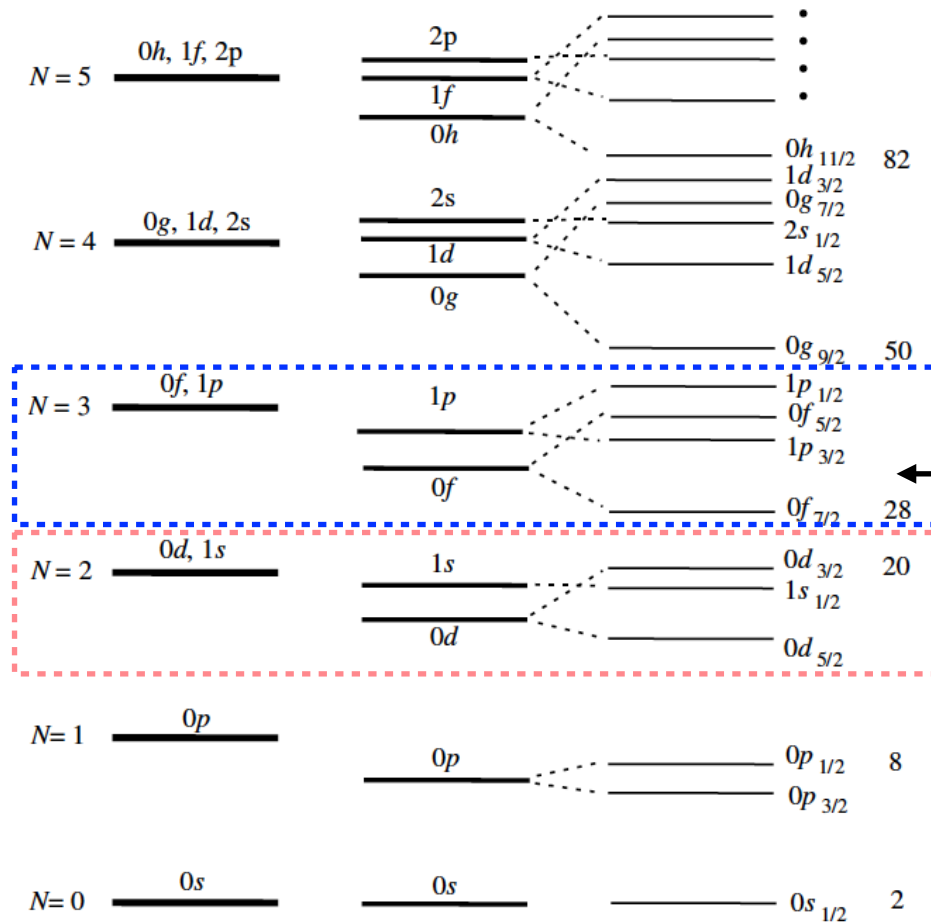 2p
0h, 1f, 2p
N = 5
1f
0h
0h 11/2 82
1d 3/2
2s
0g 7/2
0g, 1d, 2s
N = 4
2s 1/2
1d
1d 5/2
0g
0g 9/2 50
0f, 1p
1p
1p 1/2
N = 3
0f 5/2
1p 3/2
0f
0f 7/2 28
0d, 1s
1s
0d 3/2 20
N = 2
1s 1/2
0d
0d 5/2
0p
N= 1
0p
0p 1/2 8
0p 3/2
0s
0s
N= 0
0s 1/2 2